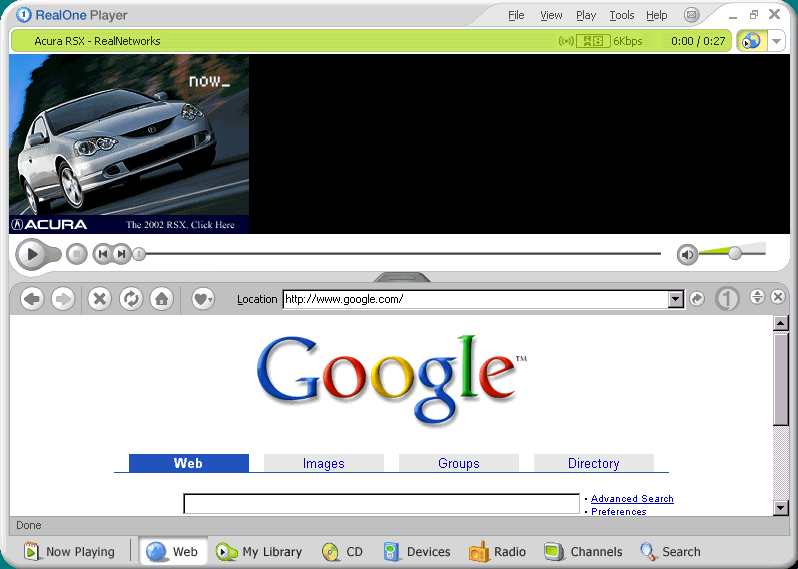 RealOne Player
File View Play Tools Help
Acura RSX - RealNetworks
6Kbps
0:00 / 0:27
now_
ACURA The 2002 RSX. Click Here
Location http://www.google.com/
1
Google™
Web Images Groups Directory
• Advanced Search
• Preferences
Done
Now Playing Web My Library CD Devices Radio Channels Search